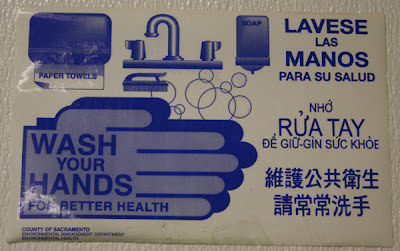 PAPER TOWELS
SOAP
LAVESE
LAS
MANOS
PARA SU SALUD
WASH
YOUR
HANDS
FOR BETTER HEALTH
NHỚ
RỬA TAY
ĐỂ GIỮ-GÌN SỨC KHỎE
維護公共衛生
請常常洗手
COUNTY OF SACRAMENTO
ENVIRONMENTAL MANAGEMENT DEPARTMENT
ENVIRONMENTAL HEALTH